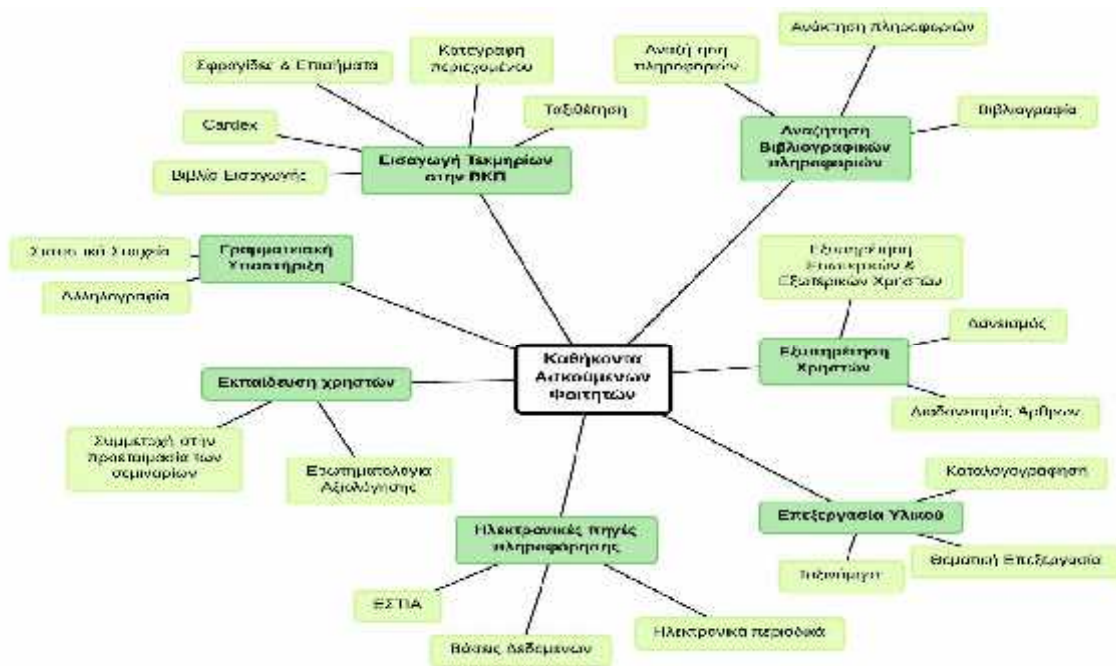 Ανάκτηση πληροφοριών
Αναζήτηση
πληροφοριών
Καταγραφή
περιεχομένου
Σφραγίδες & Επισήματα
Ταξιθέτηση
Cardex
Βιβλίο Εισαγωγής
Εισαγωγή Τεκμηρίων
στην ΒΚΠ
Αναζήτηση
Βιβλιογραφικών
πληροφοριών
Βιβλιογραφία
Στατιστικά Στοιχεία
Αλληλογραφία
Γραμματειακή
Υποστήριξη
Εξυπηρέτηση
Εσωτερικών &
Εξωτερικών Χρηστών
Δανεισμός
Εξυπηρέτηση
Χρηστών
Διαδανεισμός Άρθρων
Καθήκοντα
Ασκούμενων
Φοιτητών
Εκπαίδευση χρηστών
Συμμετοχή στην
προετοιμασία των
σεμιναρίων
Ερωτηματολόγια
Αξιολόγησης
Καταλογογράφηση
Επεξεργασία Υλικού
Θεματική Επεξεργασία
Ηλεκτρονικές πηγές
πληροφόρησης
ΕΣΤΙΑ
Βάσεις Δεδομένων
Ηλεκτρονικά περιοδικά